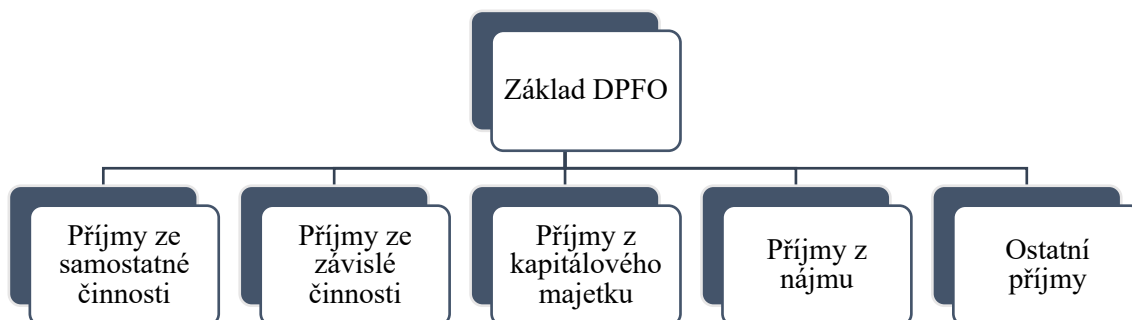 Základ DPFO
Příjmy ze
samostatné
činnosti
Příjmy ze
závislé
činnosti
Příjmy z
kapitálového
majetku
Příjmy z
nájmu
Ostatní
příjmy